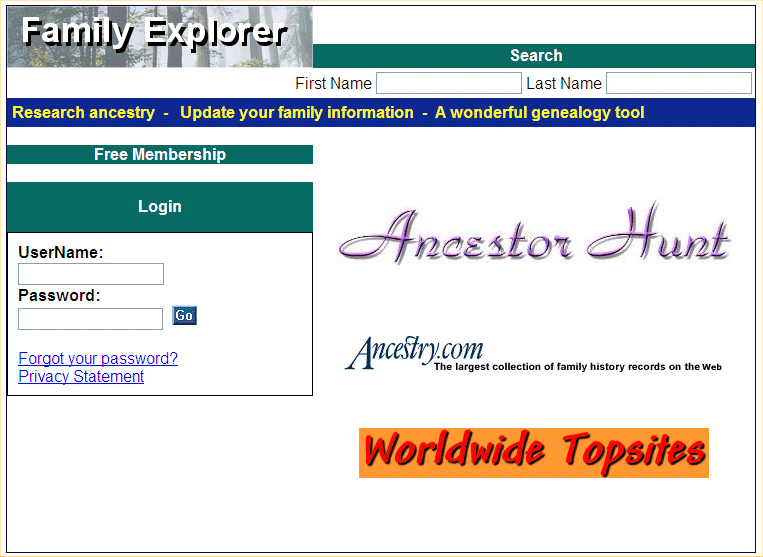 Family Explorer
Search
First Name Last Name
Research ancestry - Update your family information - A wonderful genealogy tool
Free Membership
Login
UserName:
Password:
Go
Forgot your password?
Privacy Statement
Ancestor Hunt
Ancestry.com
The largest collection of family history records on the Web
Worldwide Topsites